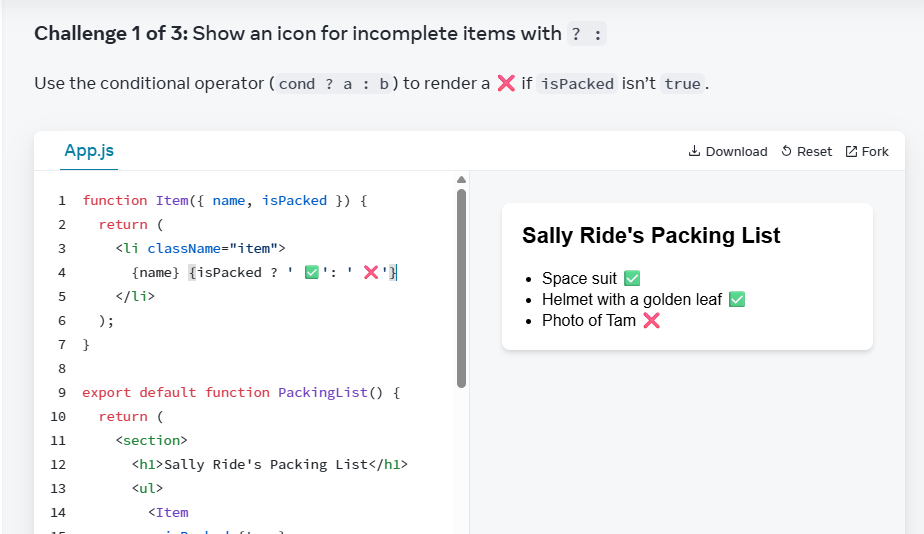 Challenge 1 of 3: Show an icon for incomplete items with ? :
Use the conditional operator (cond ? a : b) to render a ❌ if isPacked isn’t true.
App.js
Download Reset Fork
1 function Item({ name, isPacked }) {
2 return (
3 <li className="item">
4 {name} {isPacked ? ' ✅': ' ❌'}
5 </li>
6 );
7 }
8
9 export default function PackingList() {
10 return (
11 <section>
12 <h1>Sally Ride's Packing List</h1>
13 <ul>
14 <Item
Sally Ride's Packing List
• Space suit ✅
• Helmet with a golden leaf ✅
• Photo of Tam ❌